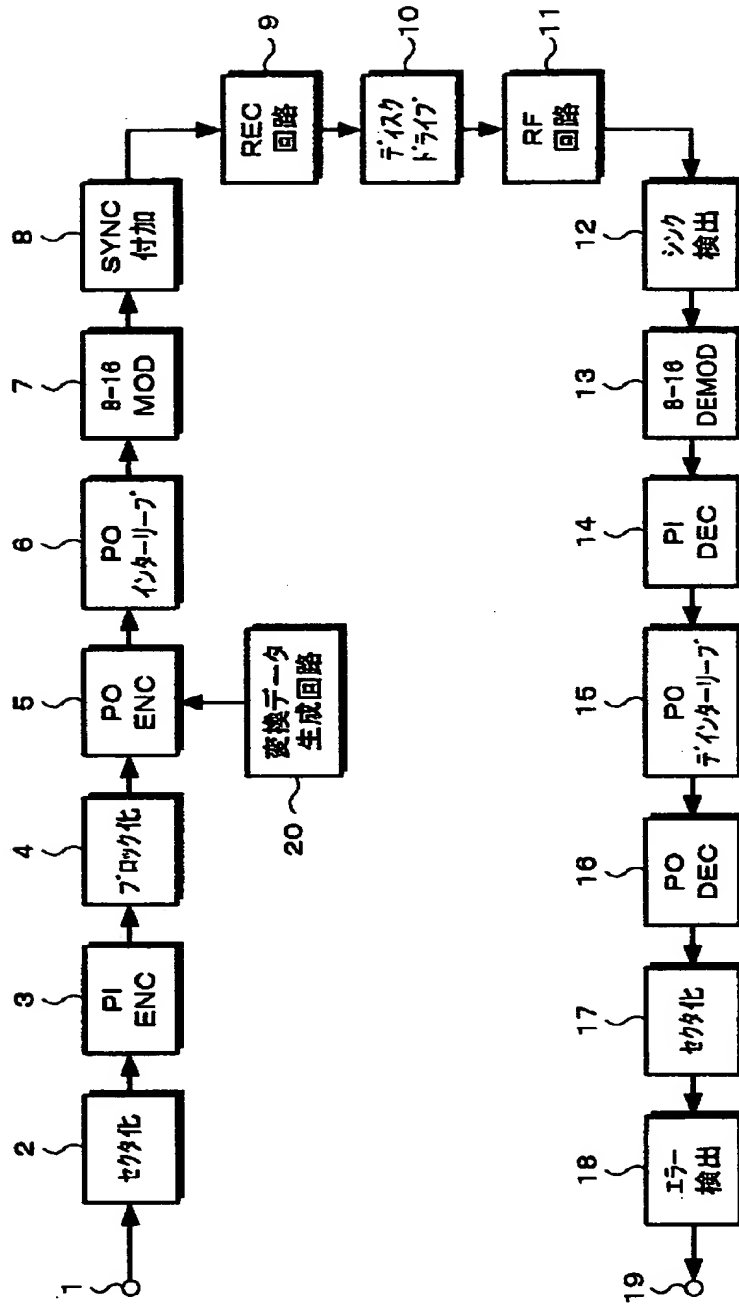 1
2
セクタ化
3
PI
ENC
4
ブロック化
5
PO
ENC
20
変換データ
生成回路
6
PO
インターリーブ
7
8-16
MOD
8
SYNC
付加
9
REC
回路
10
ディスク
ドライブ
11
RF
回路
12
シンク
検出
13
8-16
DEMOD
14
PI
DEC
15
PO
デインターリーブ
16
PO
DEC
17
セクタ化
18
エラー
検出
19